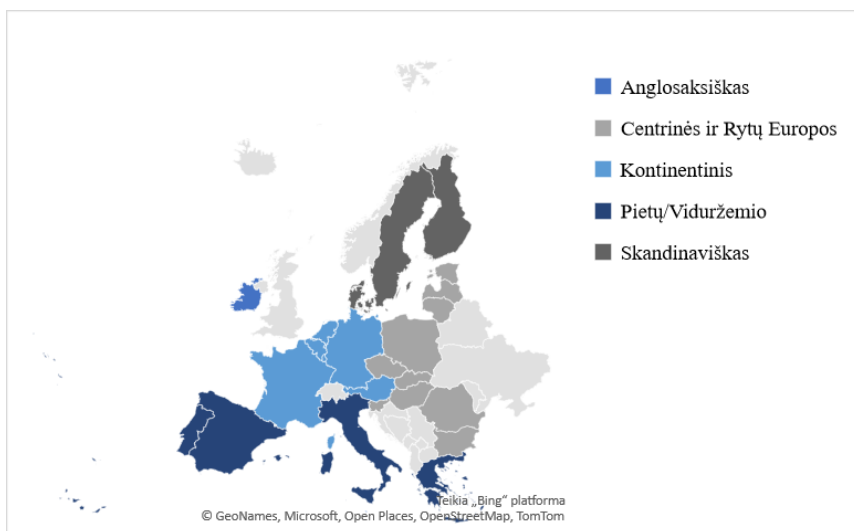 Anglosaksiškas
Centrinės ir Rytų Europos
Kontinentinis
Pietų/Viduržemio
Skandinaviškas
Teikia „Bing“ platforma
© GeoNames, Microsoft, Open Places, OpenStreetMap, TomTom